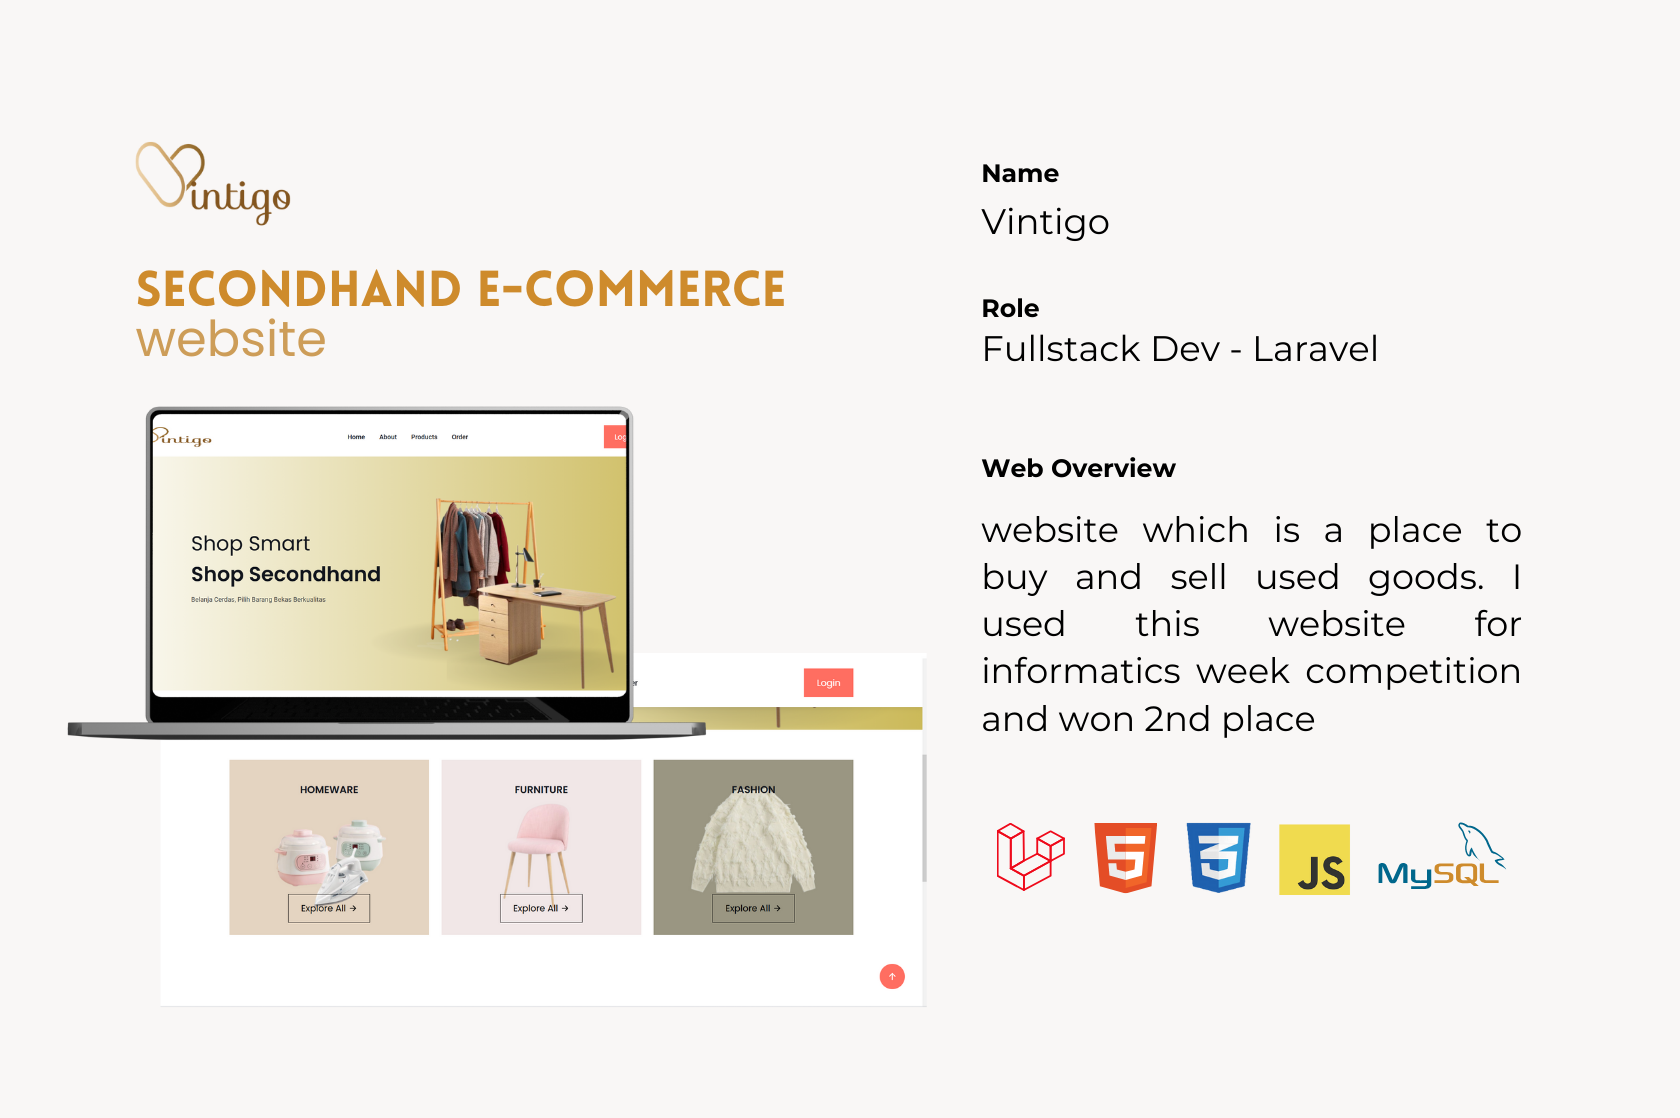 Vintigo
SECONDHAND E-COMMERCE
website
Vintigo
Home About Products Order
Shop Smart
Shop Secondhand
Belanja Cerdas, Pilih Barang Bekas Berkualitas
Login
HOMEWARE
Explore All →
FURNITURE
Explore All →
FASHION
Explore All →
Name
Vintigo
Role
Fullstack Dev - Laravel
Web Overview
website which is a place to
buy and sell used goods. I
used this website for
informatics week competition
and won 2nd place
5
3
JS
MySQL